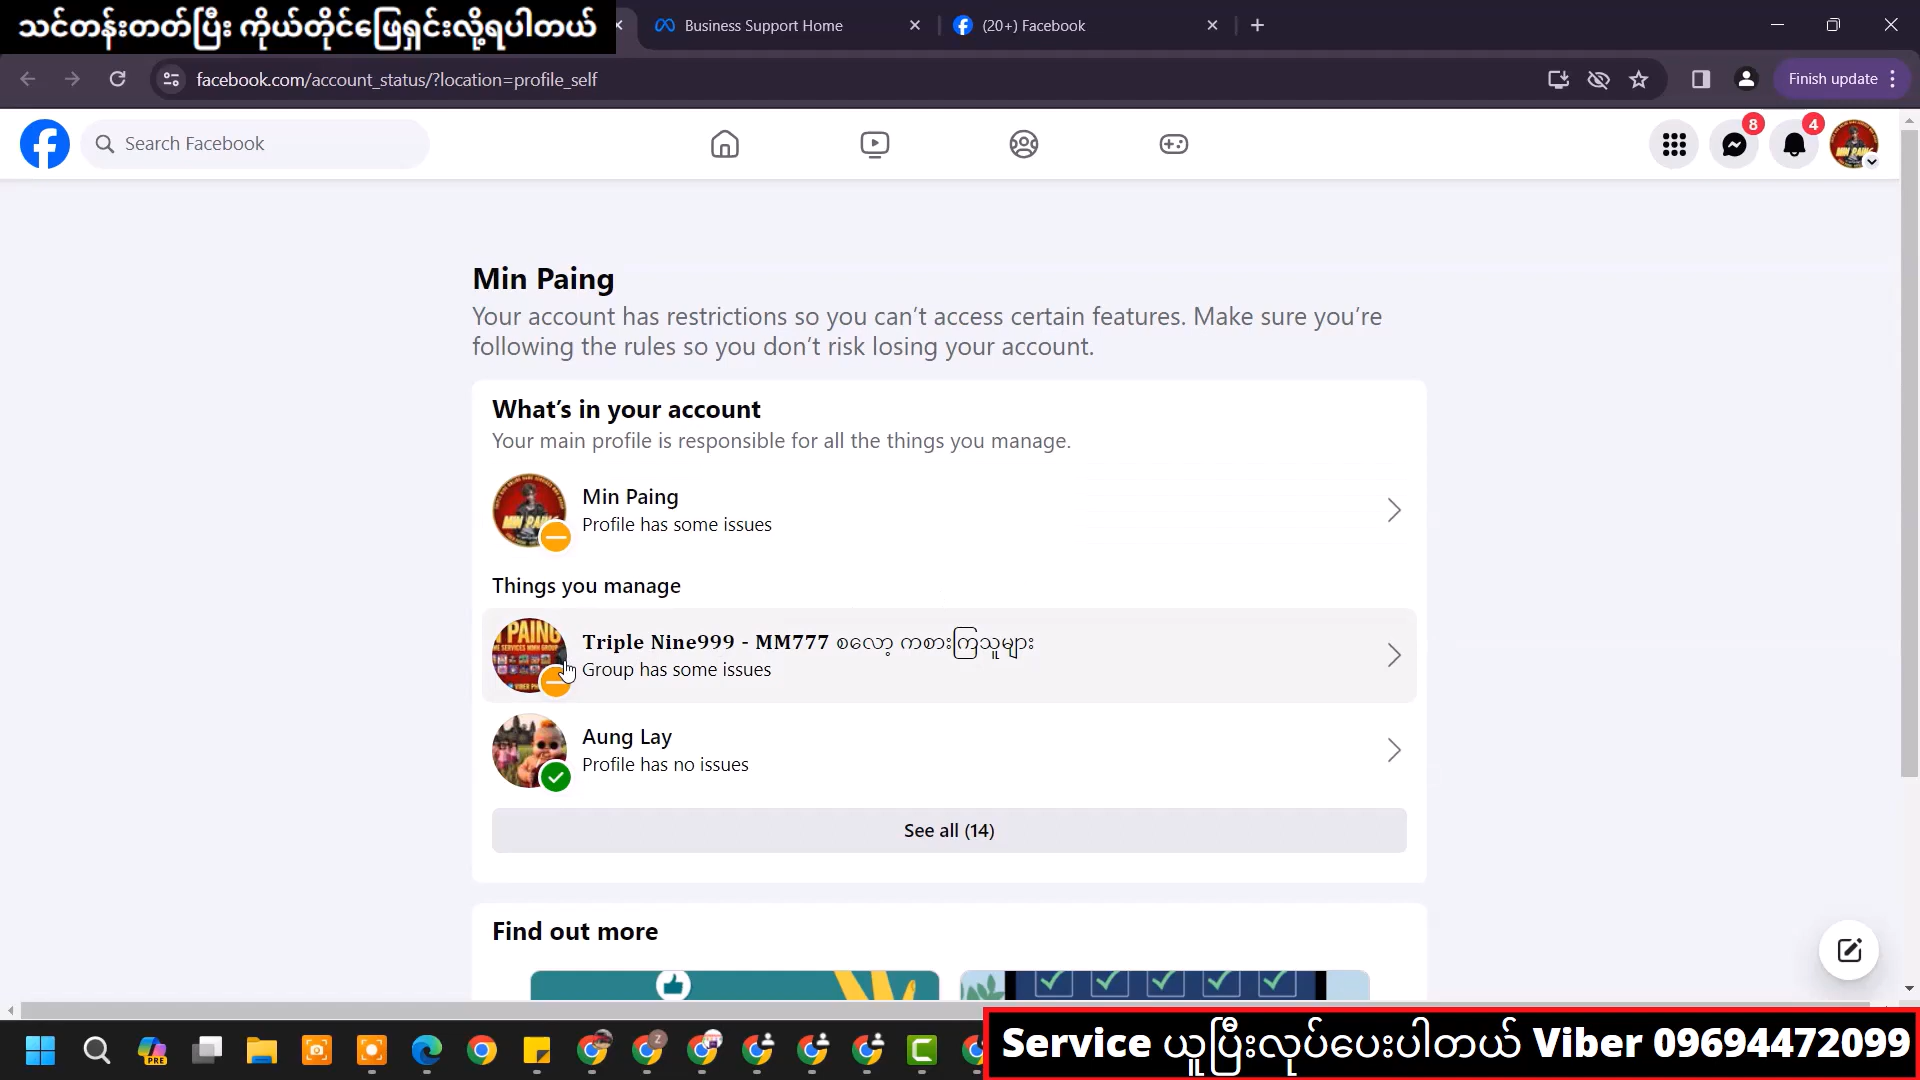 သင်တန်းတတ်ပြီး ကိုယ်တိုင်ဖြေရှင်းလို့ရပါတယ်
Business Support Home
(20+) Facebook
facebook.com/account_status/?location=profile_self
Finish update
Search Facebook
8
4
Min Paing
Your account has restrictions so you can’t access certain features. Make sure you’re
following the rules so you don’t risk losing your account.
What’s in your account
Your main profile is responsible for all the things you manage.
Min Paing
Profile has some issues
Things you manage
Triple Nine999 - MM777 စလော့ ကစားကြသူများ
Group has some issues
Aung Lay
Profile has no issues
See all (14)
Find out more
Service ယူပြီးလုပ်ပေးပါတယ် Viber 09694472099